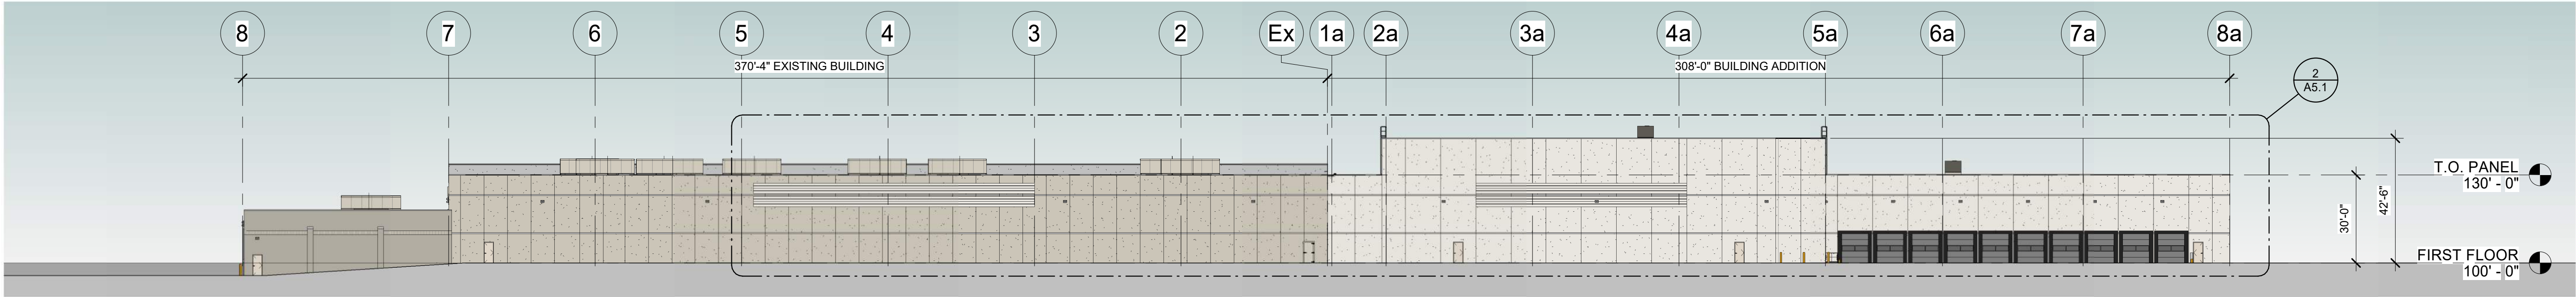 8
7
6
5
4
3
2
Ex
1a
2a
3a
4a
5a
6a
7a
8a
370'-4" EXISTING BUILDING
308'-0" BUILDING ADDITION
2
A5.1
T.O. PANEL
130' - 0"
30'-0"
42'-6"
FIRST FLOOR
100' - 0"